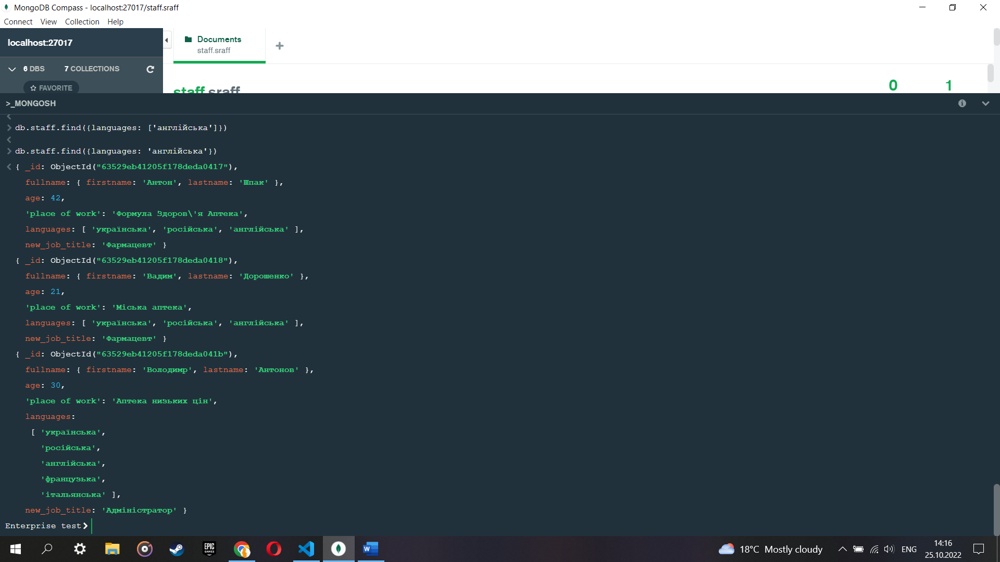 MongoDB Compass - localhost:27017/staff.sraff
Connect View Collection Help
localhost:27017
Documents
staff.sraff
6 DBS 7 COLLECTIONS
FAVORITE
staff.sraff
0 1
>_MONGOSH
db.staff.find({languages: ['англійська']})
db.staff.find({languages: 'англійська'})
{ _id: ObjectId("63529eb41205f178deda0417"),
fullname: { firstname: 'Антон', lastname: 'Шпак' },
age: 42,
'place of work': 'Формула Здоров\'я Аптека',
languages: [ 'українська', 'російська', 'англійська' ],
new_job_title: 'Фармацевт' }
{ _id: ObjectId("63529eb41205f178deda0418"),
fullname: { firstname: 'Вадим', lastname: 'Дорошенко' },
age: 21,
'place of work': 'Міська аптека',
languages: [ 'українська', 'російська', 'англійська' ],
new_job_title: 'Фармацевт' }
{ _id: ObjectId("63529eb41205f178deda041b"),
fullname: { firstname: 'Володимр', lastname: 'Антонов' },
age: 30,
'place of work': 'Аптека низьких цін',
languages:
[ 'українська',
'російська',
'англійська',
'французька',
'італьянська' ],
new_job_title: 'Адміністратор' }
Enterprise test>
EPIC GAMES
18°C Mostly cloudy
ENG
14:16
25.10.2022